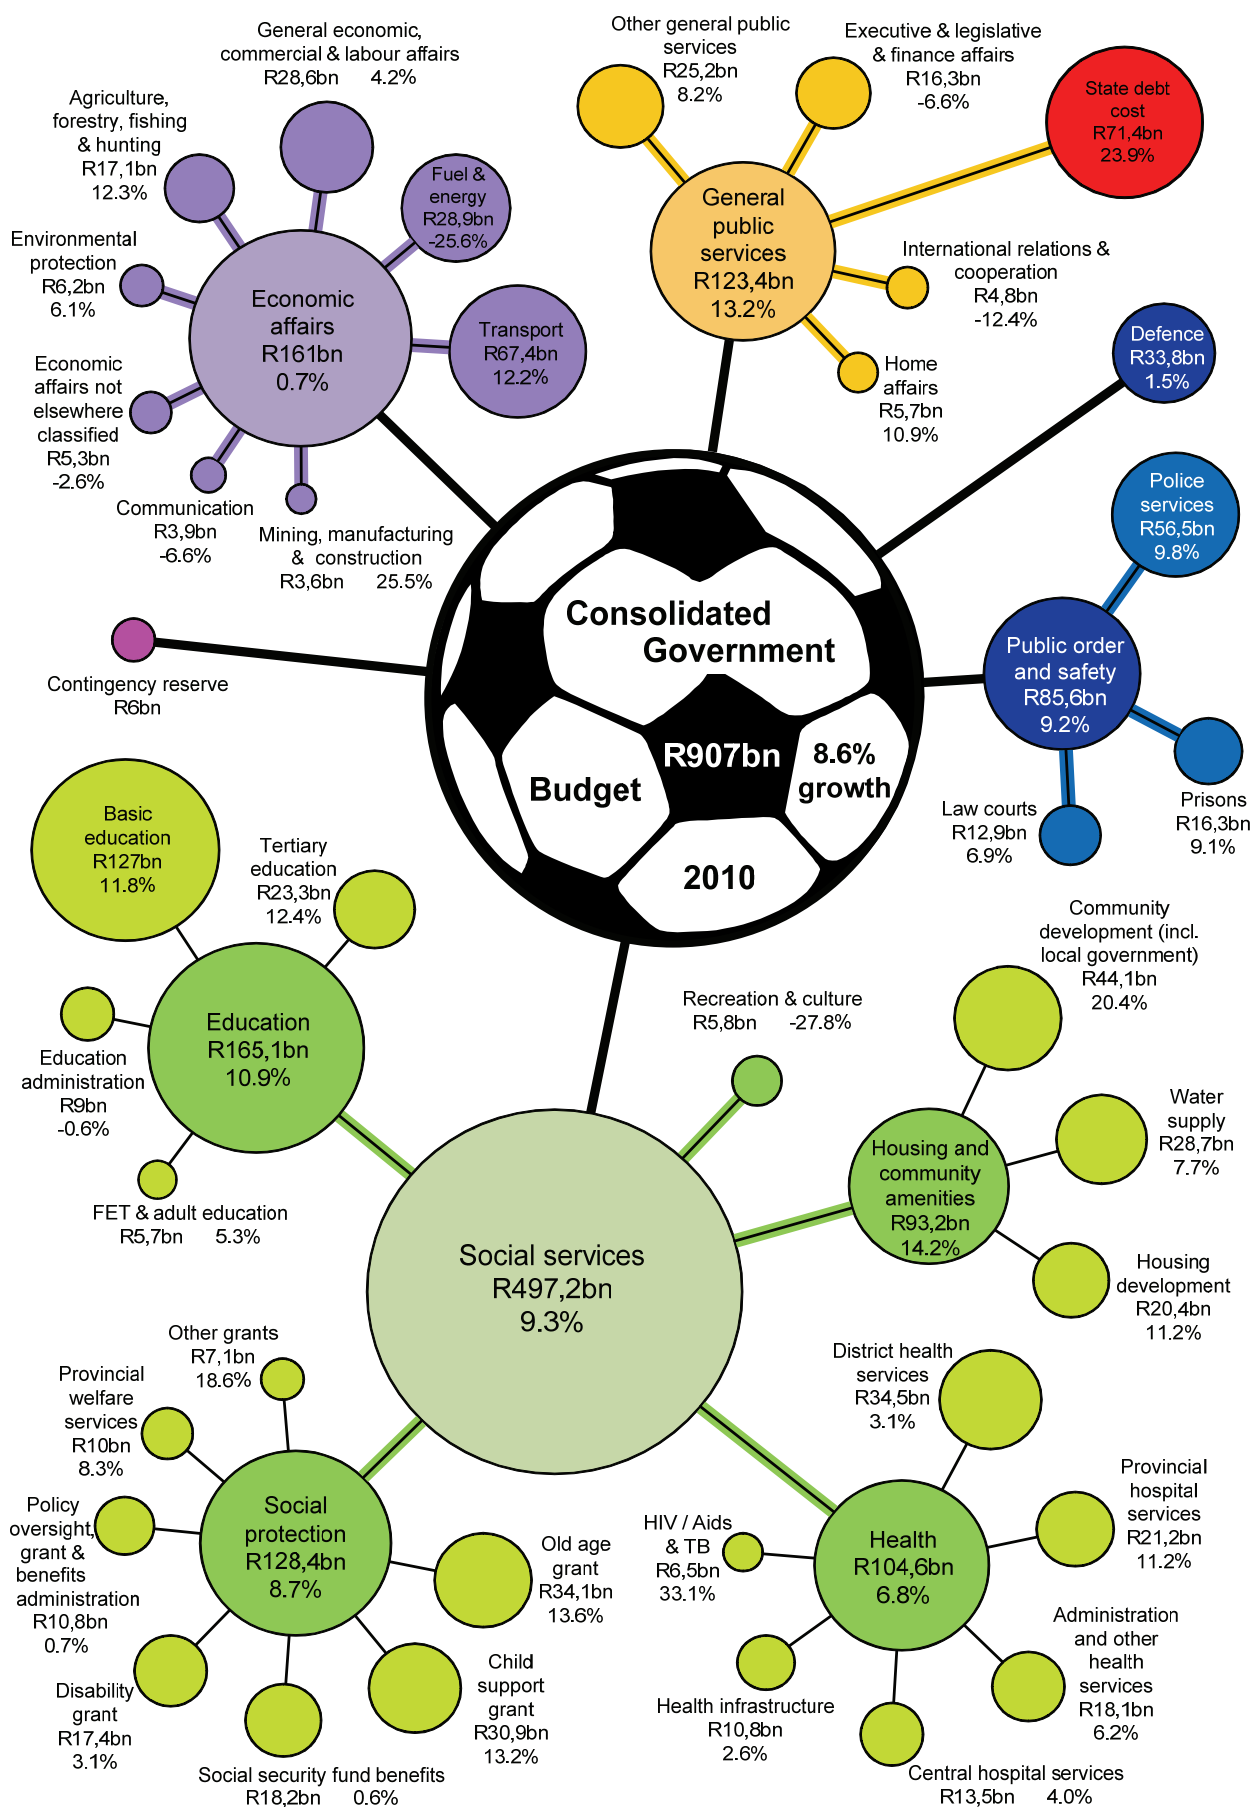 General economic,
commercial & labour affairs
R28,6bn 4.2%
Agriculture,
forestry, fishing
& hunting
R17,1bn
12.3%
Fuel &
energy
R28,9bn
-25.6%
Environmental
protection
R6,2bn
6.1%
Economic
affairs
R161bn
0.7%
Transport
R67,4bn
12.2%
Economic
affairs not
elsewhere
classified
R5,3bn
-2.6%
Communication
R3,9bn
-6.6%
Mining, manufacturing
& construction
R3,6bn 25.5%
Other general public
services
R25,2bn
8.2%
Executive & legislative
& finance affairs
R16,3bn
-6.6%
State debt
cost
R71,4bn
23.9%
General
public
services
R123,4bn
13.2%
International relations &
cooperation
R4,8bn
-12.4%
Home
affairs
R5,7bn
10.9%
Defence
R33,8bn
1.5%
Police
services
R56,5bn
9.8%
Public order
and safety
R85,6bn
9.2%
Law courts
R12,9bn
6.9%
Prisons
R16,3bn
9.1%
Contingency reserve
R6bn
Consolidated
Government
Budget
R907bn
8.6%
growth
2010
Basic
education
R127bn
11.8%
Tertiary
education
R23,3bn
12.4%
Education
R165,1bn
10.9%
Education
administration
R9bn
-0.6%
FET & adult education
R5,7bn 5.3%
Recreation & culture
R5,8bn -27.8%
Community
development (incl.
local government)
R44,1bn
20.4%
Water
supply
R28,7bn
7.7%
Housing and
community
amenities
R93,2bn
14.2%
Housing
development
R20,4bn
11.2%
Social services
R497,2bn
9.3%
Other grants
R7,1bn
18.6%
Provincial
welfare
services
R10bn
8.3%
Policy
oversight,
grant &
benefits
administration
R10,8bn
0.7%
Social
protection
R128,4bn
8.7%
Old age
grant
R34,1bn
13.6%
Disability
grant
R17,4bn
3.1%
Child
support
grant
R30,9bn
13.2%
Social security fund benefits
R18,2bn 0.6%
District health
services
R34,5bn
3.1%
Provincial
hospital
services
R21,2bn
11.2%
HIV / Aids
& TB
R6,5bn
33.1%
Health
R104,6bn
6.8%
Administration
and other
health
services
R18,1bn
6.2%
Health infrastructure
R10,8bn
2.6%
Central hospital services
R13,5bn 4.0%